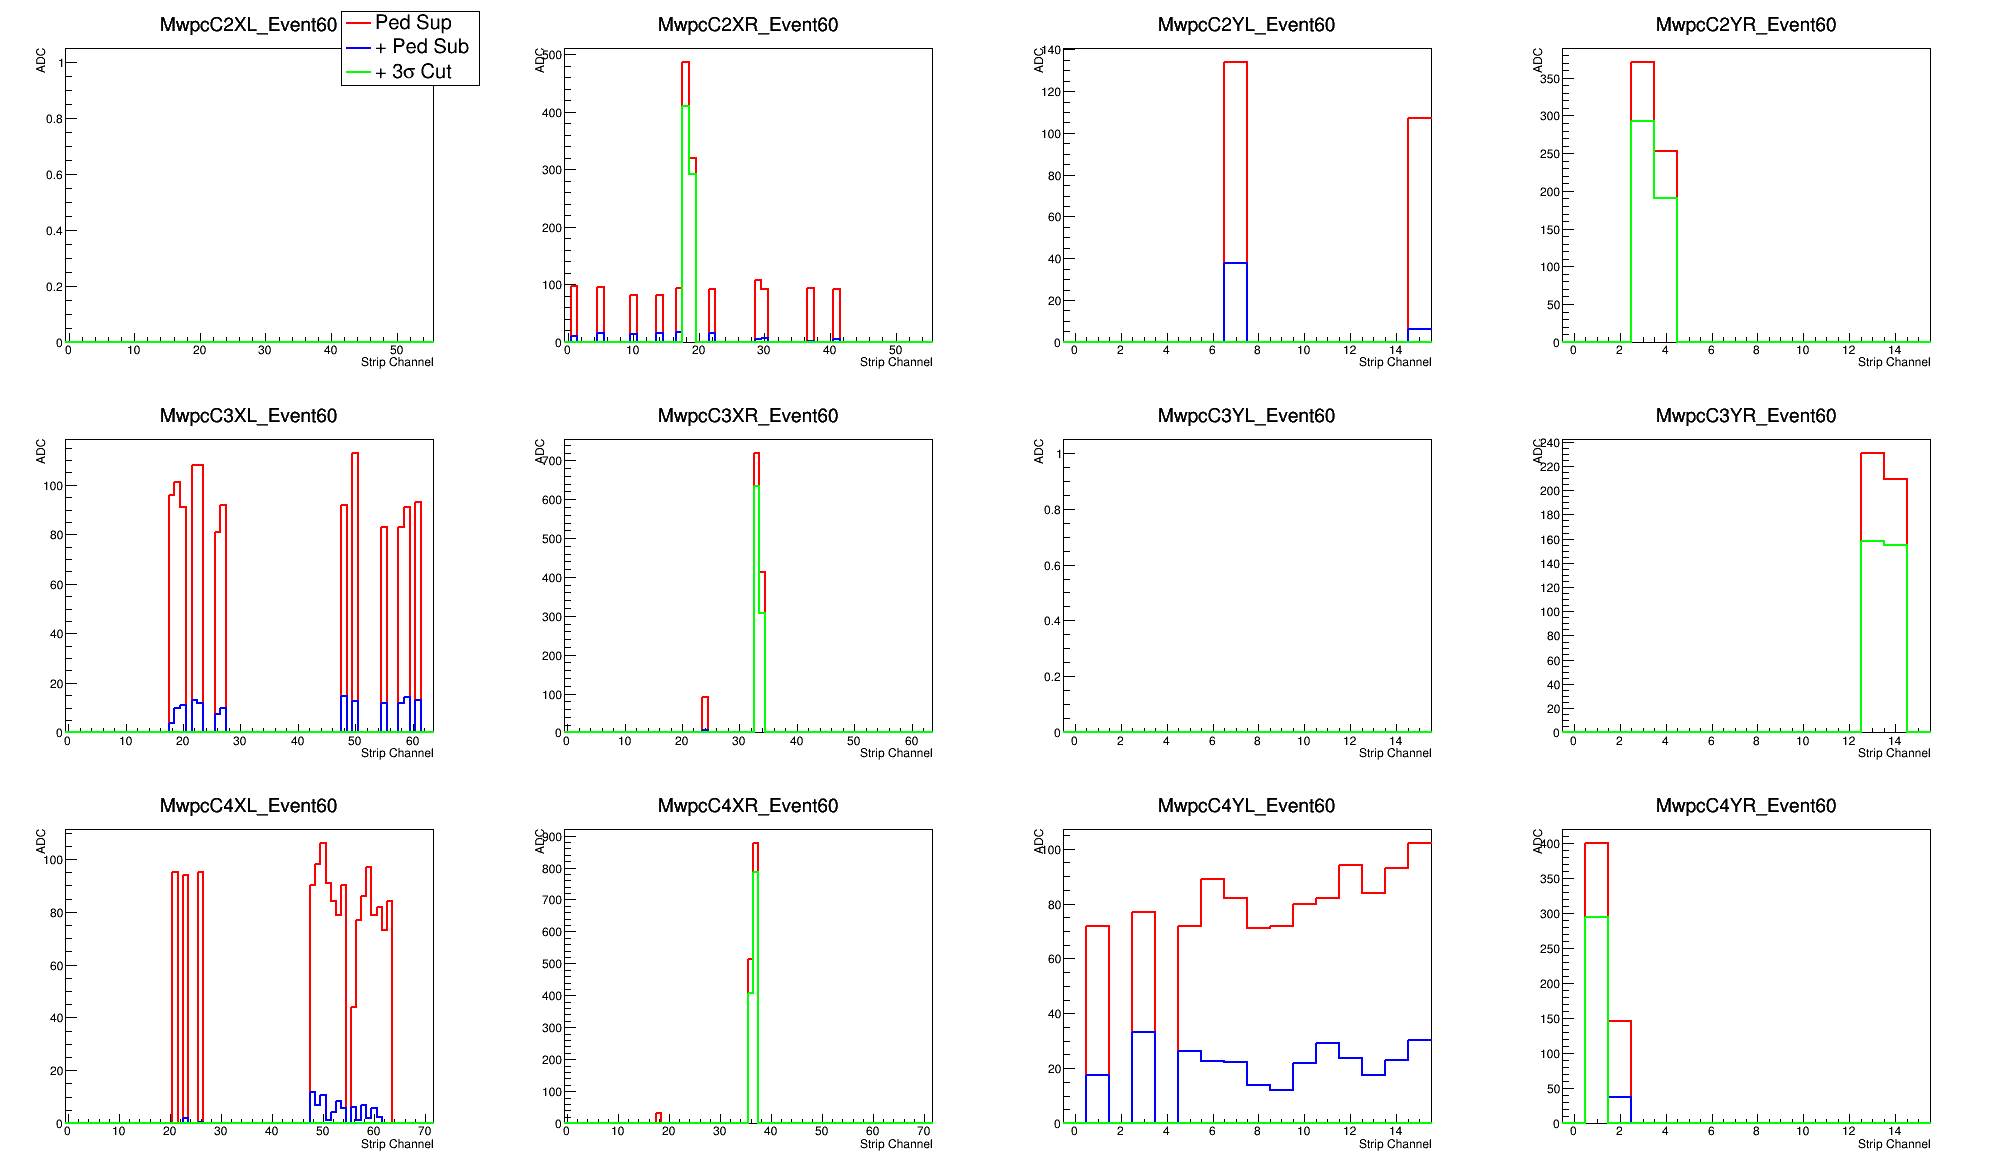 MwpcC2XL_Event60
Ped Sup
+ Ped Sub
+ 3σ Cut
ADC
1
0.8
0.6
0.4
0.2
0
0 10 20 30 40 50
Strip Channel
MwpcC2XR_Event60
ADC
500
400
300
200
100
0
0 10 20 30 40 50
Strip Channel
MwpcC2YL_Event60
ADC
140
120
100
80
60
40
20
0
0 2 4 6 8 10 12 14
Strip Channel
MwpcC2YR_Event60
ADC
350
300
250
200
150
100
50
0
0 2 4 6 8 10 12 14
Strip Channel
MwpcC3XL_Event60
ADC
100
80
60
40
20
0
0 10 20 30 40 50 60
Strip Channel
MwpcC3XR_Event60
ADC
700
600
500
400
300
200
100
0
0 10 20 30 40 50 60
Strip Channel
MwpcC3YL_Event60
ADC
1
0.8
0.6
0.4
0.2
0
0 2 4 6 8 10 12 14
Strip Channel
MwpcC3YR_Event60
ADC
240
220
200
180
160
140
120
100
80
60
40
20
0
0 2 4 6 8 10 12 14
Strip Channel
MwpcC4XL_Event60
ADC
100
80
60
40
20
0
0 10 20 30 40 50 60 70
Strip Channel
MwpcC4XR_Event60
ADC
900
800
700
600
500
400
300
200
100
0
0 10 20 30 40 50 60 70
Strip Channel
MwpcC4YL_Event60
ADC
100
80
60
40
20
0
0 2 4 6 8 10 12 14
Strip Channel
MwpcC4YR_Event60
ADC
400
350
300
250
200
150
100
50
0
0 2 4 6 8 10 12 14
Strip Channel